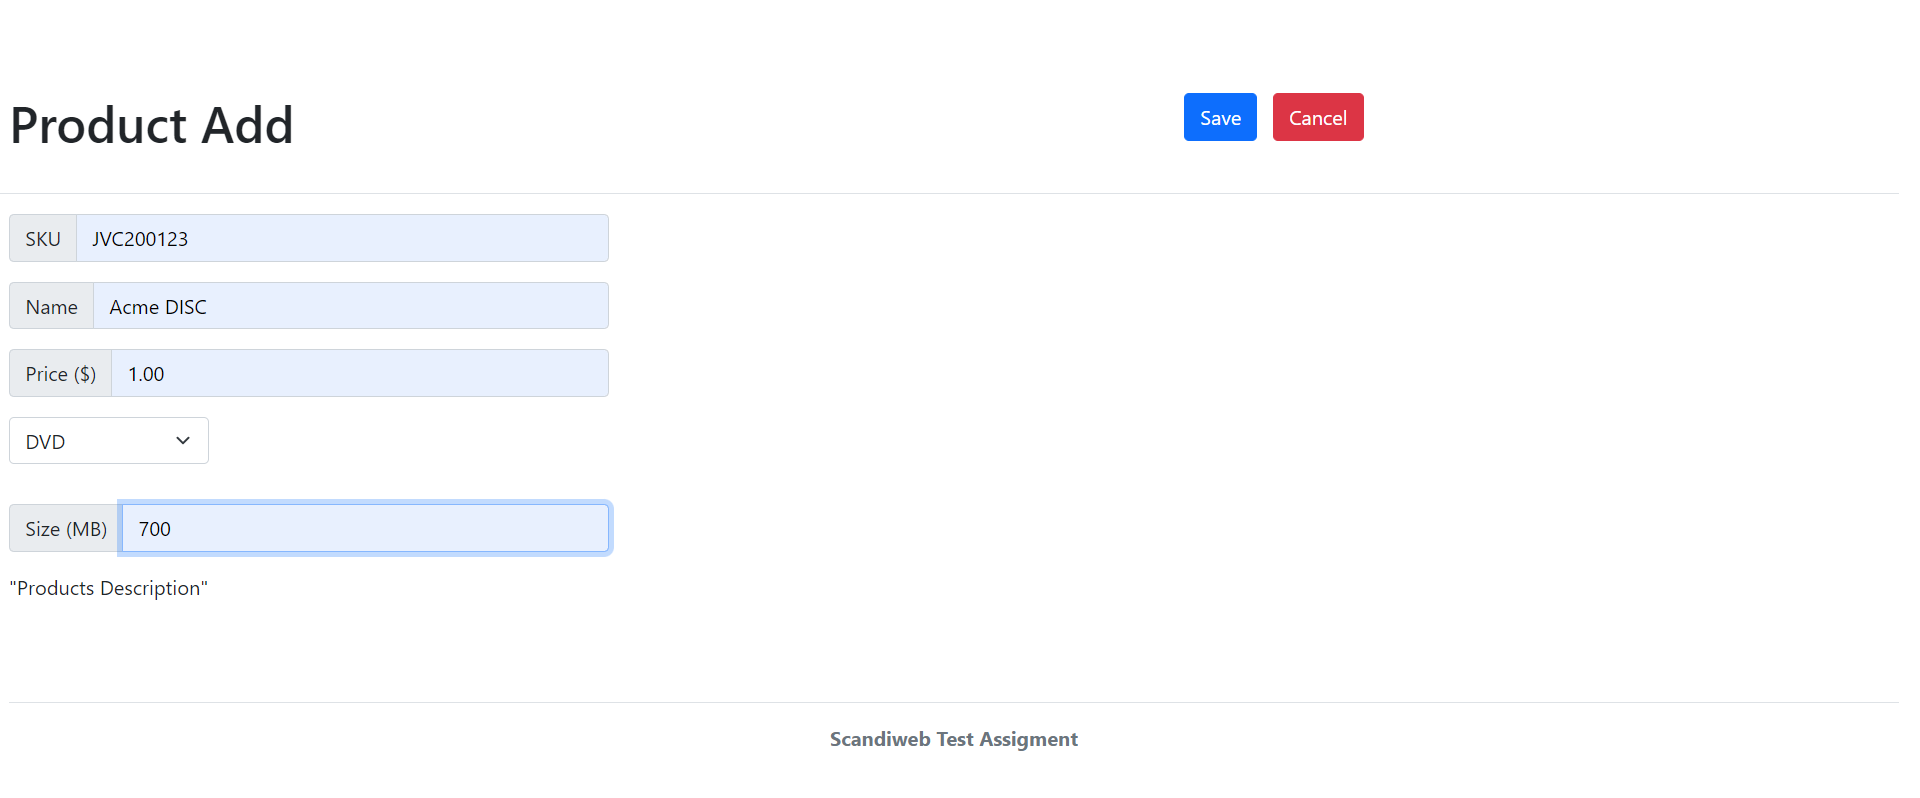 Product Add
Save
Cancel
SKU JVC200123
Name Acme DISC
Price ($) 1.00
DVD
Size (MB) 700
"Products Description"
Scandiweb Test Assigment